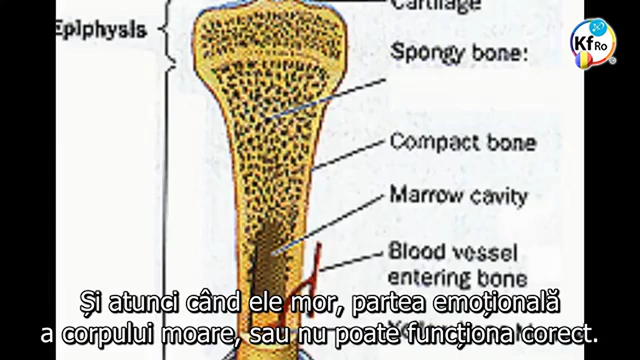 Cartilage
Epiphysis
Spongy bone:
Compact bone
Marrow cavity
Blood vessel
entering bone
Și atunci când ele mor, partea emoțională
a corpului moare, sau nu poate funcționa corect.
Kf Ro